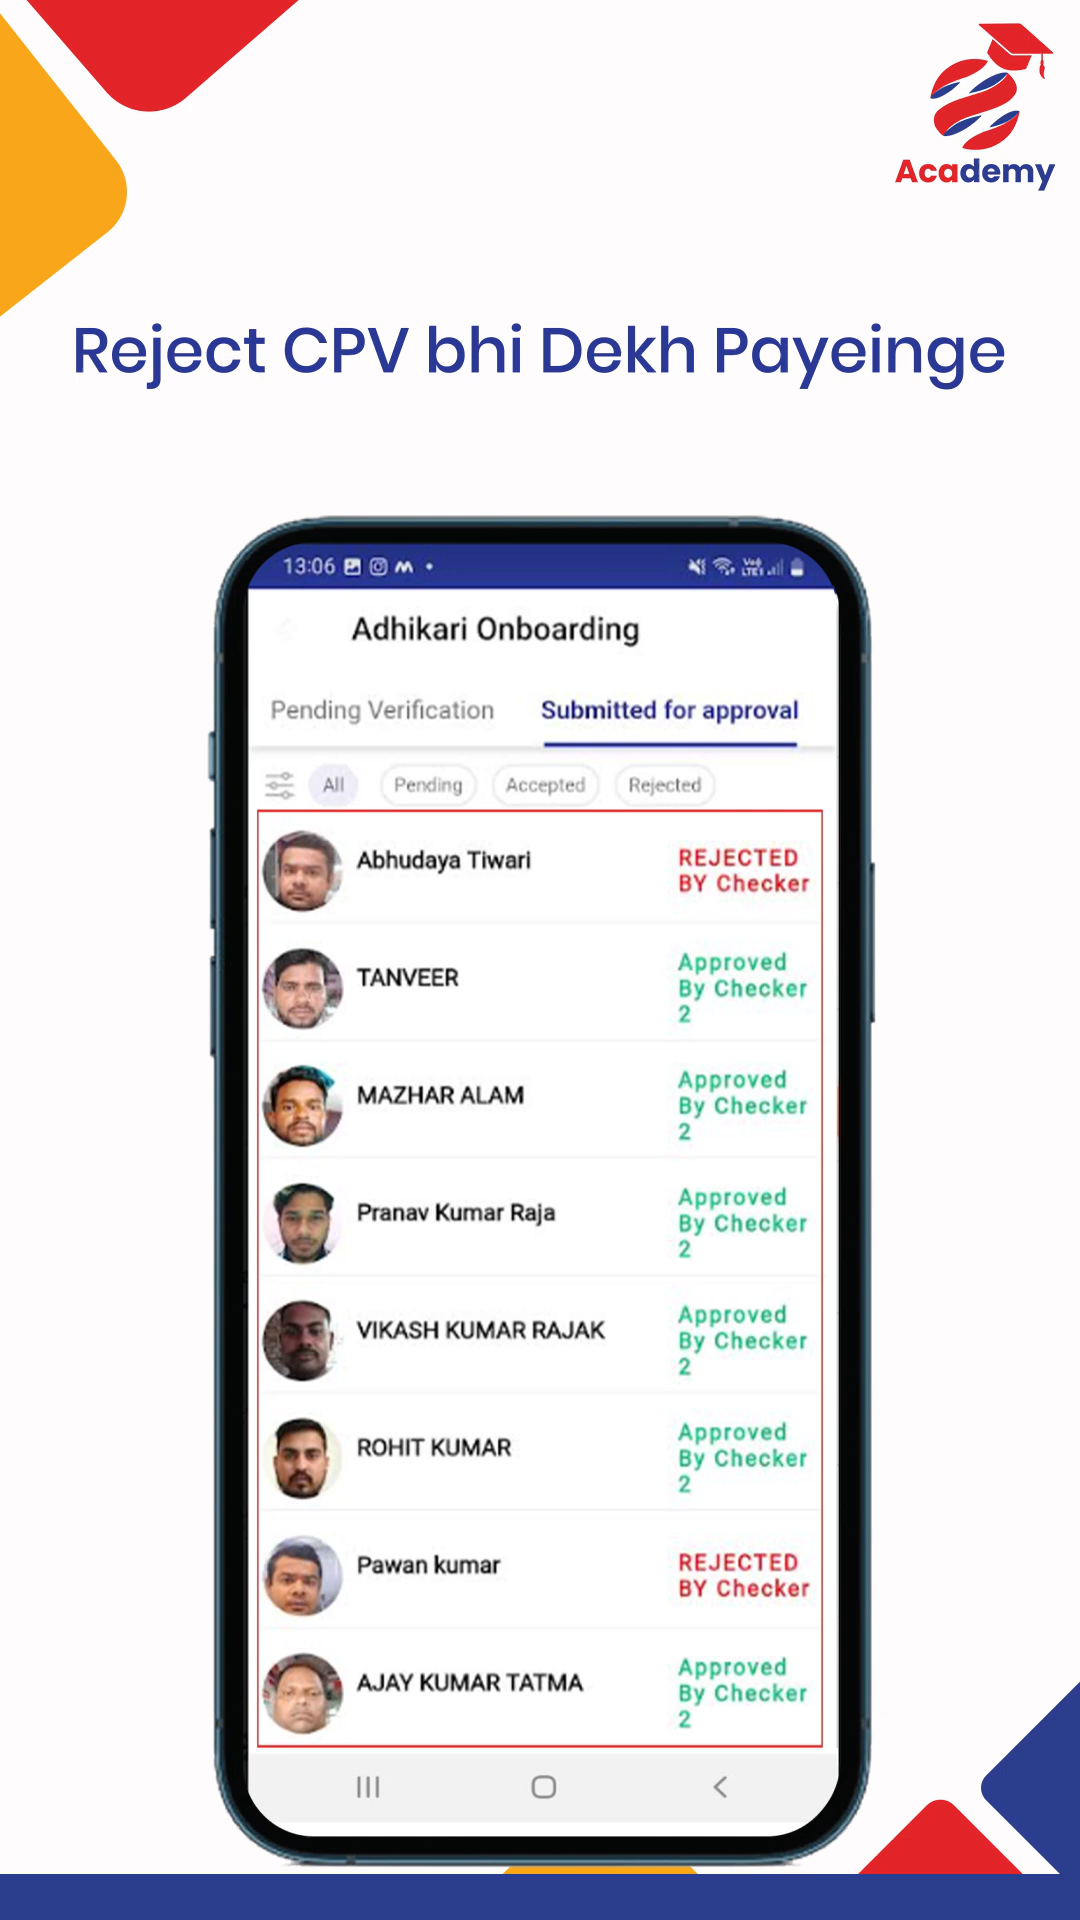 Academy
Reject CPV bhi Dekh Payeinge
13:06
Adhikari Onboarding
Pending Verification
Submitted for approval
All
Pending
Accepted
Rejected
Abhudaya Tiwari
REJECTED
BY Checker
TANVEER
Approved
By Checker
2
MAZHAR ALAM
Approved
By Checker
2
Pranav Kumar Raja
Approved
By Checker
2
VIKASH KUMAR RAJAK
Approved
By Checker
2
ROHIT KUMAR
Approved
By Checker
2
Pawan kumar
REJECTED
BY Checker
AJAY KUMAR TATMA
Approved
By Checker
2